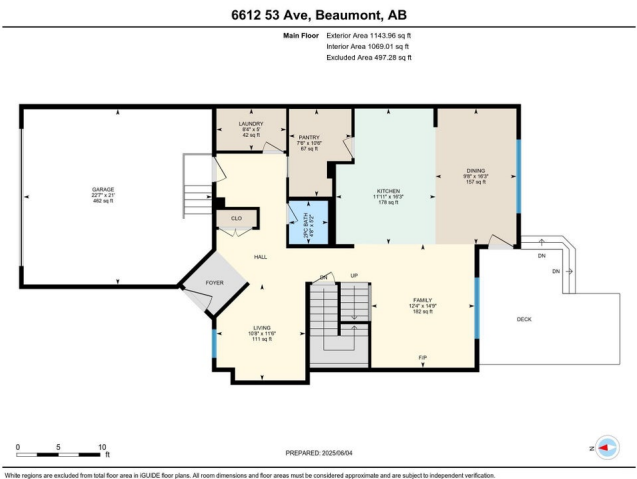 6612 53 Ave, Beaumont, AB
Main Floor Exterior Area 1143.96 sq ft
Interior Area 1069.01 sq ft
Excluded Area 497.28 sq ft
LAUNDRY
8'4" x 5'
42 sq ft
PANTRY
7'8" x 10'6"
67 sq ft
GARAGE
22'7" x 21'
462 sq ft
KITCHEN
11'11" x 16'3"
178 sq ft
DINING
9'8" x 16'3"
157 sq ft
CLO
2PC BATH
4'8" x 5'2"
HALL
FOYER
DN
UP
FAMILY
12'4" x 14'9"
182 sq ft
F/P
LIVING
10'8" x 11'6"
111 sq ft
DN
DN
DECK
0 5 10
ft
PREPARED: 2025/06/04
N
White regions are excluded from total floor area in iGUIDE floor plans. All room dimensions and floor areas must be considered approximate and are subject to independent verification.